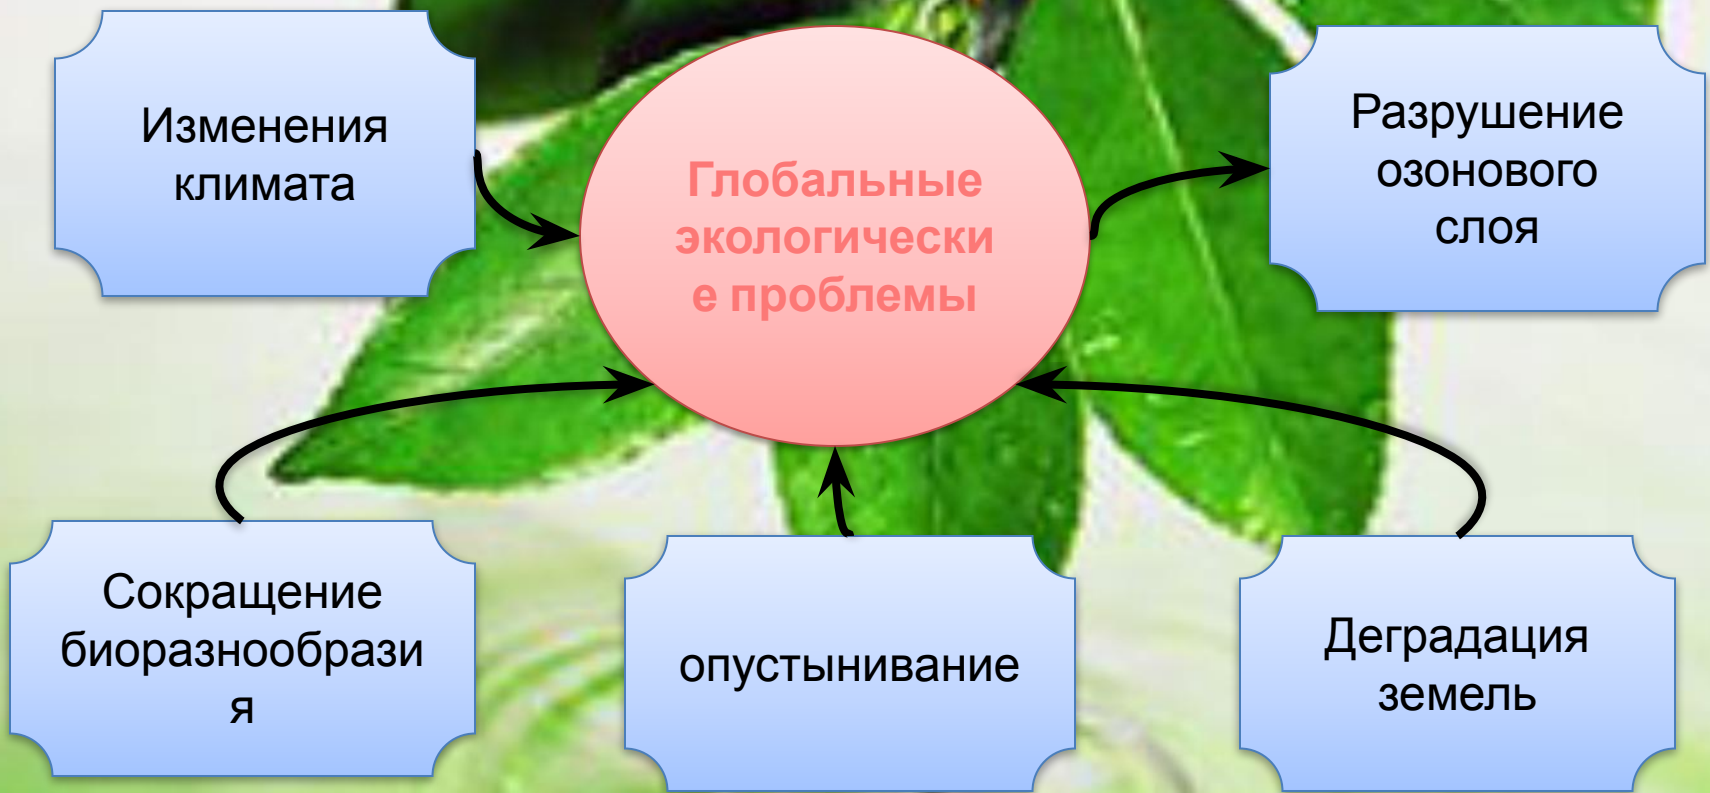 Изменения
климата
Глобальные
экологически
е проблемы
Разрушение
озонового
слоя
Сокращение
биоразнообрази
я
опустынивание
Деградация
земель